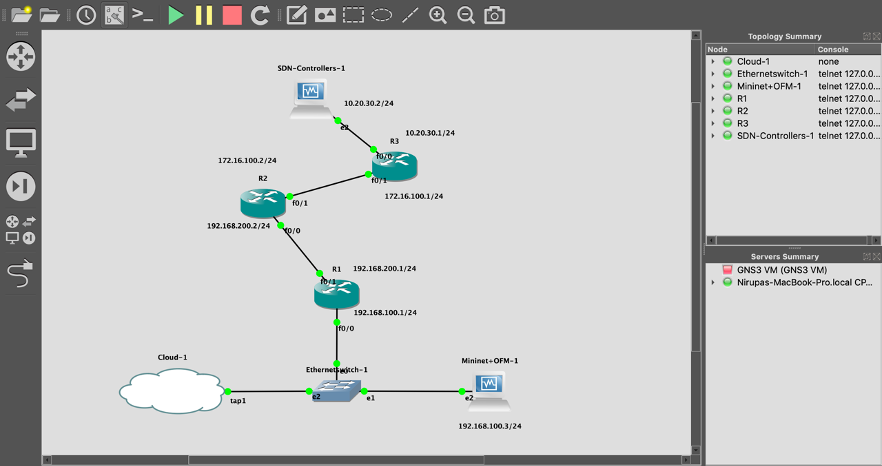 SDN-Controllers-1
10.20.30.2/24
e2
10.20.30.1/24
R3
f0/0
172.16.100.2/24
R2
f0/1
f0/1
172.16.100.1/24
192.168.200.2/24
f0/0
R1
192.168.200.1/24
f0/1
192.168.100.1/24
f0/0
Cloud-1
Ethernetswitch-1
Mininet+OFM-1
tap1
e2
e1
e2
192.168.100.3/24
Topology Summary
Node Console
Cloud-1 none
Ethernetswitch-1 telnet 127.0.0...
Mininet+OFM-1 telnet 127.0.0...
R1 telnet 127.0.0...
R2 telnet 127.0.0...
R3 telnet 127.0.0...
SDN-Controllers-1 telnet 127.0.0...
Servers Summary
GNS3 VM (GNS3 VM)
Nirupas-MacBook-Pro.local CP...